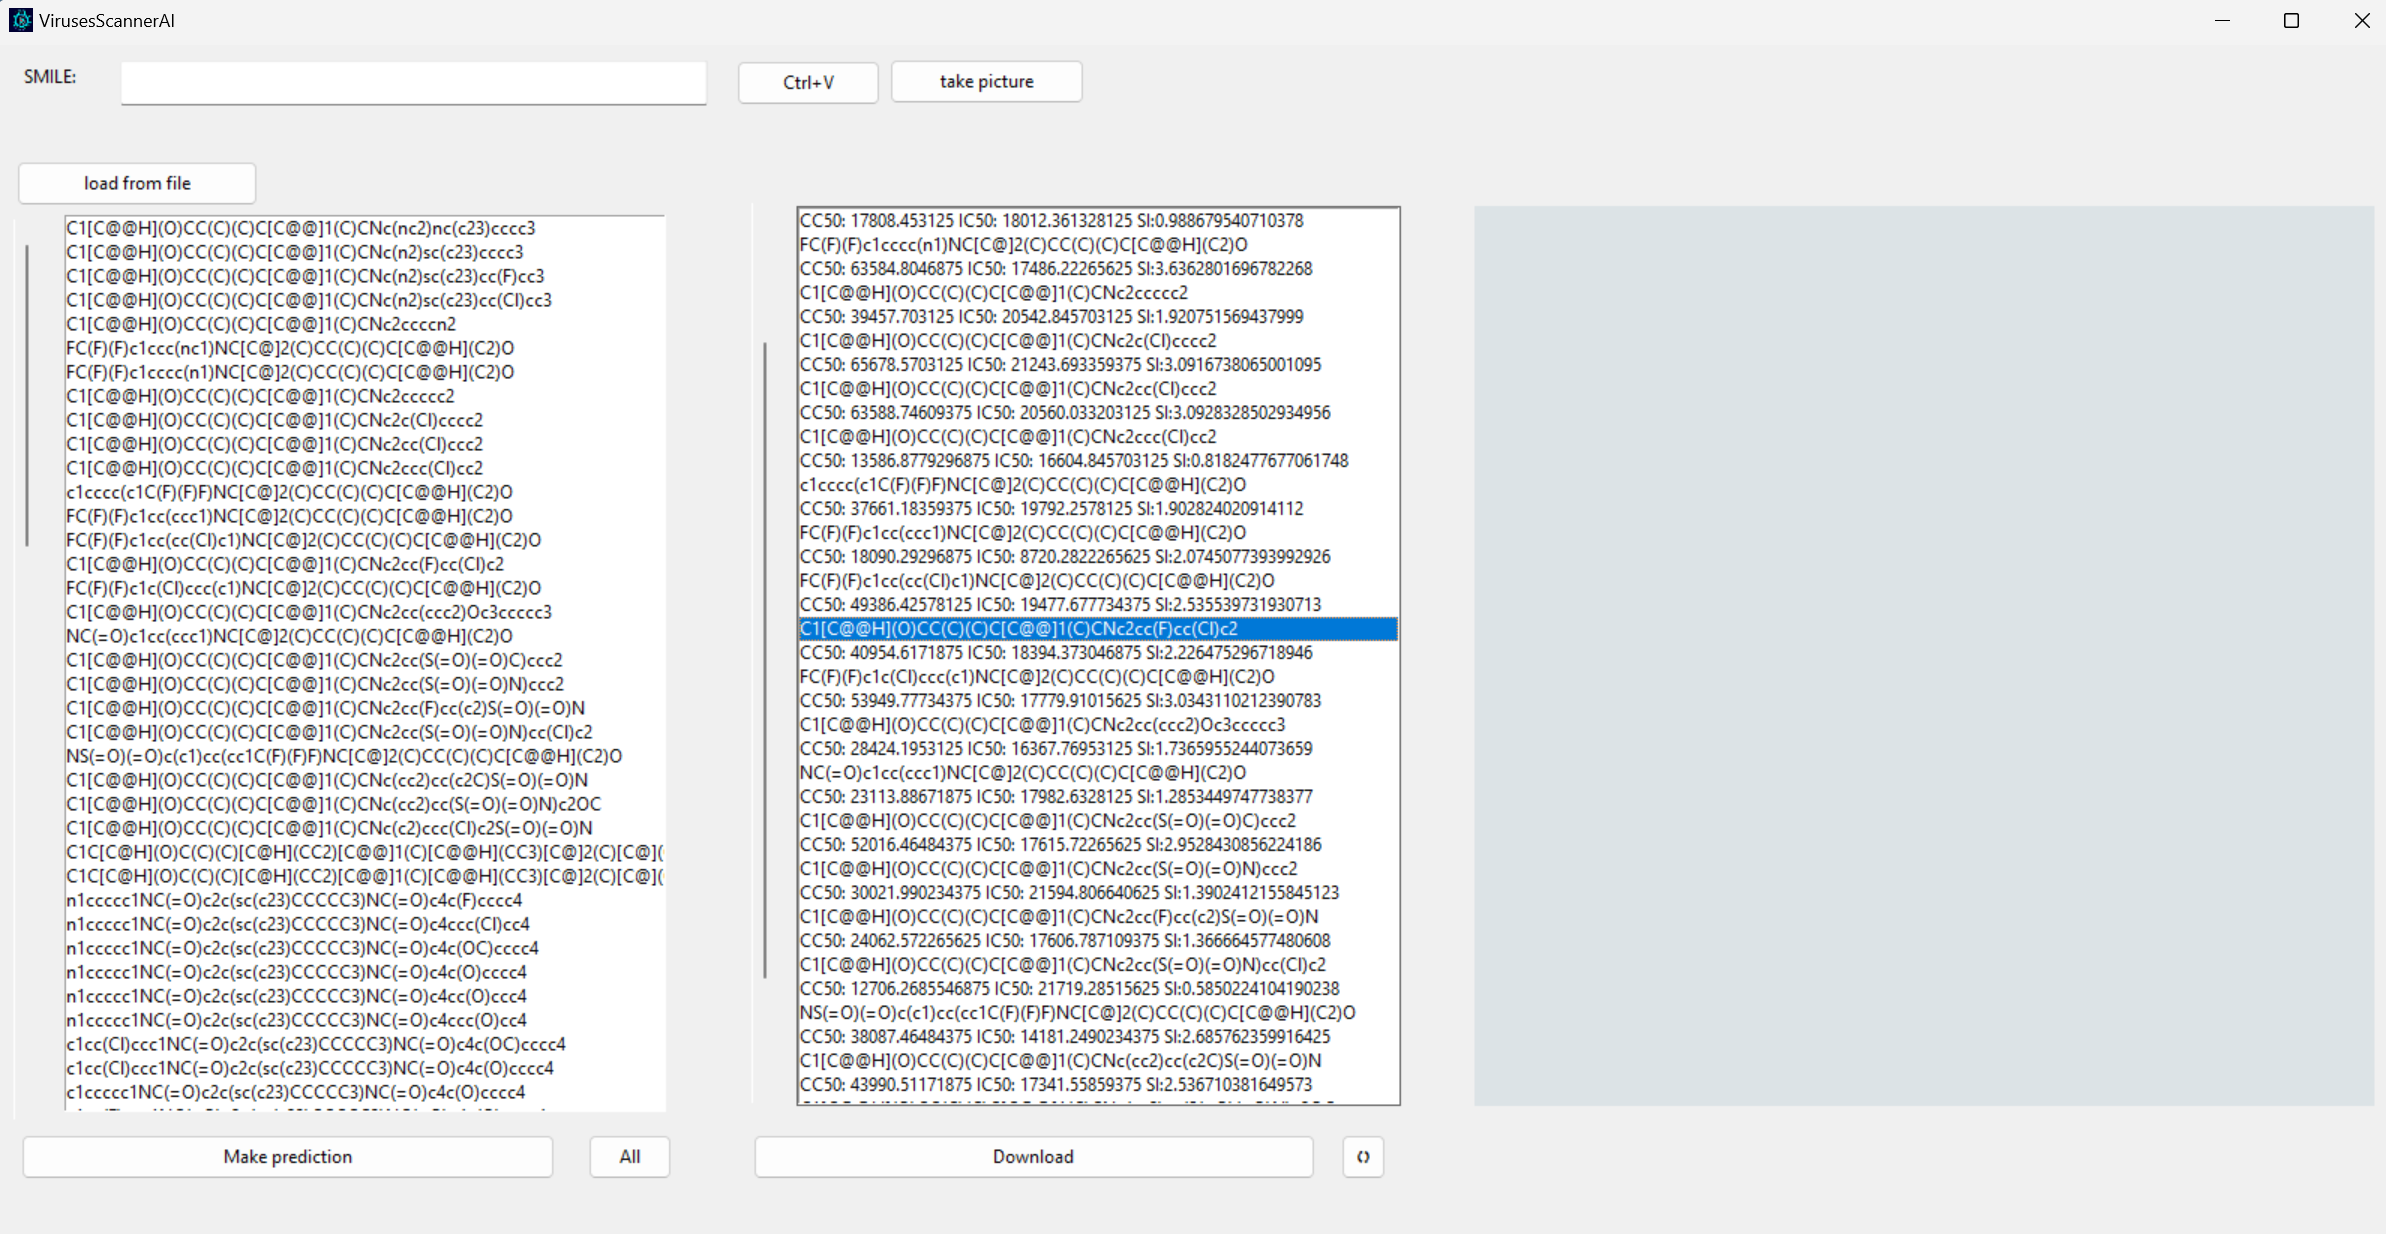 VirusesScannerAI
SMILE:
Ctrl+V
take picture
load from file
C1[C@@H](O)CC(C)(C)C[C@@]1(C)CNc(nc2)nc(c23)cccc3
C1[C@@H](O)CC(C)(C)C[C@@]1(C)CNc(n2)sc(c23)cccc3
C1[C@@H](O)CC(C)(C)C[C@@]1(C)CNc(n2)sc(c23)cc(F)cc3
C1[C@@H](O)CC(C)(C)C[C@@]1(C)CNc(n2)sc(c23)cc(Cl)cc3
C1[C@@H](O)CC(C)(C)C[C@@]1(C)CNc2ccccn2
FC(F)(F)c1ccc(nc1)NC[C@]2(C)CC(C)(C)C[C@@H](C2)O
FC(F)(F)c1cccc(n1)NC[C@]2(C)CC(C)(C)C[C@@H](C2)O
C1[C@@H](O)CC(C)(C)C[C@@]1(C)CNc2ccccc2
C1[C@@H](O)CC(C)(C)C[C@@]1(C)CNc2c(Cl)cccc2
C1[C@@H](O)CC(C)(C)C[C@@]1(C)CNc2cc(Cl)ccc2
C1[C@@H](O)CC(C)(C)C[C@@]1(C)CNc2ccc(Cl)cc2
c1cccc(c1C(F)(F)F)NC[C@]2(C)CC(C)(C)C[C@@H](C2)O
FC(F)(F)c1cc(ccc1)NC[C@]2(C)CC(C)(C)C[C@@H](C2)O
FC(F)(F)c1cc(cc(Cl)c1)NC[C@]2(C)CC(C)(C)C[C@@H](C2)O
C1[C@@H](O)CC(C)(C)C[C@@]1(C)CNc2cc(F)cc(Cl)c2
FC(F)(F)c1c(Cl)ccc(c1)NC[C@]2(C)CC(C)(C)C[C@@H](C2)O
C1[C@@H](O)CC(C)(C)C[C@@]1(C)CNc2cc(ccc2)Oc3ccccc3
NC(=O)c1cc(ccc1)NC[C@]2(C)CC(C)(C)C[C@@H](C2)O
C1[C@@H](O)CC(C)(C)C[C@@]1(C)CNc2cc(S(=O)(=O)C)ccc2
C1[C@@H](O)CC(C)(C)C[C@@]1(C)CNc2cc(S(=O)(=O)N)ccc2
C1[C@@H](O)CC(C)(C)C[C@@]1(C)CNc2cc(F)cc(c2)S(=O)(=O)N
C1[C@@H](O)CC(C)(C)C[C@@]1(C)CNc2cc(S(=O)(=O)N)cc(Cl)c2
NS(=O)(=O)c(c1)cc(cc1C(F)(F)F)NC[C@]2(C)CC(C)(C)C[C@@H](C2)O
C1[C@@H](O)CC(C)(C)C[C@@]1(C)CNc(cc2)cc(c2C)S(=O)(=O)N
C1[C@@H](O)CC(C)(C)C[C@@]1(C)CNc(cc2)cc(S(=O)(=O)N)c2OC
C1[C@@H](O)CC(C)(C)C[C@@]1(C)CNc(c2)ccc(Cl)c2S(=O)(=O)N
C1C[C@H](O)C(C)(C)[C@H](CC2)[C@@]1(C)[C@@H](CC3)[C@]2(C)[C@](
C1C[C@H](O)C(C)(C)[C@H](CC2)[C@@]1(C)[C@@H](CC3)[C@]2(C)[C@](
n1ccccc1NC(=O)c2c(sc(c23)CCCCC3)NC(=O)c4c(F)cccc4
n1ccccc1NC(=O)c2c(sc(c23)CCCCC3)NC(=O)c4ccc(Cl)cc4
n1ccccc1NC(=O)c2c(sc(c23)CCCCC3)NC(=O)c4c(OC)cccc4
n1ccccc1NC(=O)c2c(sc(c23)CCCCC3)NC(=O)c4c(O)cccc4
n1ccccc1NC(=O)c2c(sc(c23)CCCCC3)NC(=O)c4cc(O)ccc4
n1ccccc1NC(=O)c2c(sc(c23)CCCCC3)NC(=O)c4ccc(O)cc4
c1cc(Cl)ccc1NC(=O)c2c(sc(c23)CCCCC3)NC(=O)c4c(OC)cccc4
c1cc(Cl)ccc1NC(=O)c2c(sc(c23)CCCCC3)NC(=O)c4c(O)cccc4
c1ccccc1NC(=O)c2c(sc(c23)CCCCC3)NC(=O)c4c(O)cccc4
CC50: 17808.453125 IC50: 18012.361328125 SI:0.988679540710378
FC(F)(F)c1cccc(n1)NC[C@]2(C)CC(C)(C)C[C@@H](C2)O
CC50: 63584.8046875 IC50: 17486.22265625 SI:3.6362801696782268
C1[C@@H](O)CC(C)(C)C[C@@]1(C)CNc2ccccc2
CC50: 39457.703125 IC50: 20542.845703125 SI:1.920751569437999
C1[C@@H](O)CC(C)(C)C[C@@]1(C)CNc2c(Cl)cccc2
CC50: 65678.5703125 IC50: 21243.693359375 SI:3.0916738065001095
C1[C@@H](O)CC(C)(C)C[C@@]1(C)CNc2cc(Cl)ccc2
CC50: 63588.74609375 IC50: 20560.033203125 SI:3.0928328502934956
C1[C@@H](O)CC(C)(C)C[C@@]1(C)CNc2ccc(Cl)cc2
CC50: 13586.8779296875 IC50: 16604.845703125 SI:0.8182477677061748
c1cccc(c1C(F)(F)F)NC[C@]2(C)CC(C)(C)C[C@@H](C2)O
CC50: 37661.18359375 IC50: 19792.2578125 SI:1.902824020914112
FC(F)(F)c1cc(ccc1)NC[C@]2(C)CC(C)(C)C[C@@H](C2)O
CC50: 18090.29296875 IC50: 8720.2822265625 SI:2.0745077393992926
FC(F)(F)c1cc(cc(Cl)c1)NC[C@]2(C)CC(C)(C)C[C@@H](C2)O
CC50: 49386.42578125 IC50: 19477.677734375 SI:2.535539731930713
C1[C@@H](O)CC(C)(C)C[C@@]1(C)CNc2cc(F)cc(Cl)c2
CC50: 40954.6171875 IC50: 18394.373046875 SI:2.226475296718946
FC(F)(F)c1c(Cl)ccc(c1)NC[C@]2(C)CC(C)(C)C[C@@H](C2)O
CC50: 53949.77734375 IC50: 17779.91015625 SI:3.0343110212390783
C1[C@@H](O)CC(C)(C)C[C@@]1(C)CNc2cc(ccc2)Oc3ccccc3
CC50: 28424.1953125 IC50: 16367.76953125 SI:1.7365955244073659
NC(=O)c1cc(ccc1)NC[C@]2(C)CC(C)(C)C[C@@H](C2)O
CC50: 23113.88671875 IC50: 17982.6328125 SI:1.2853449747738377
C1[C@@H](O)CC(C)(C)C[C@@]1(C)CNc2cc(S(=O)(=O)C)ccc2
CC50: 52016.46484375 IC50: 17615.72265625 SI:2.9528430856224186
C1[C@@H](O)CC(C)(C)C[C@@]1(C)CNc2cc(S(=O)(=O)N)ccc2
CC50: 30021.990234375 IC50: 21594.806640625 SI:1.3902412155845123
C1[C@@H](O)CC(C)(C)C[C@@]1(C)CNc2cc(F)cc(c2)S(=O)(=O)N
CC50: 24062.572265625 IC50: 17606.787109375 SI:1.366664577480608
C1[C@@H](O)CC(C)(C)C[C@@]1(C)CNc2cc(S(=O)(=O)N)cc(Cl)c2
CC50: 12706.2685546875 IC50: 21719.28515625 SI:0.5850224104190238
NS(=O)(=O)c(c1)cc(cc1C(F)(F)F)NC[C@]2(C)CC(C)(C)C[C@@H](C2)O
CC50: 38087.46484375 IC50: 14181.2490234375 SI:2.685762359916425
C1[C@@H](O)CC(C)(C)C[C@@]1(C)CNc(cc2)cc(c2C)S(=O)(=O)N
CC50: 43990.51171875 IC50: 17341.55859375 SI:2.536710381649573
Make prediction
All
Download